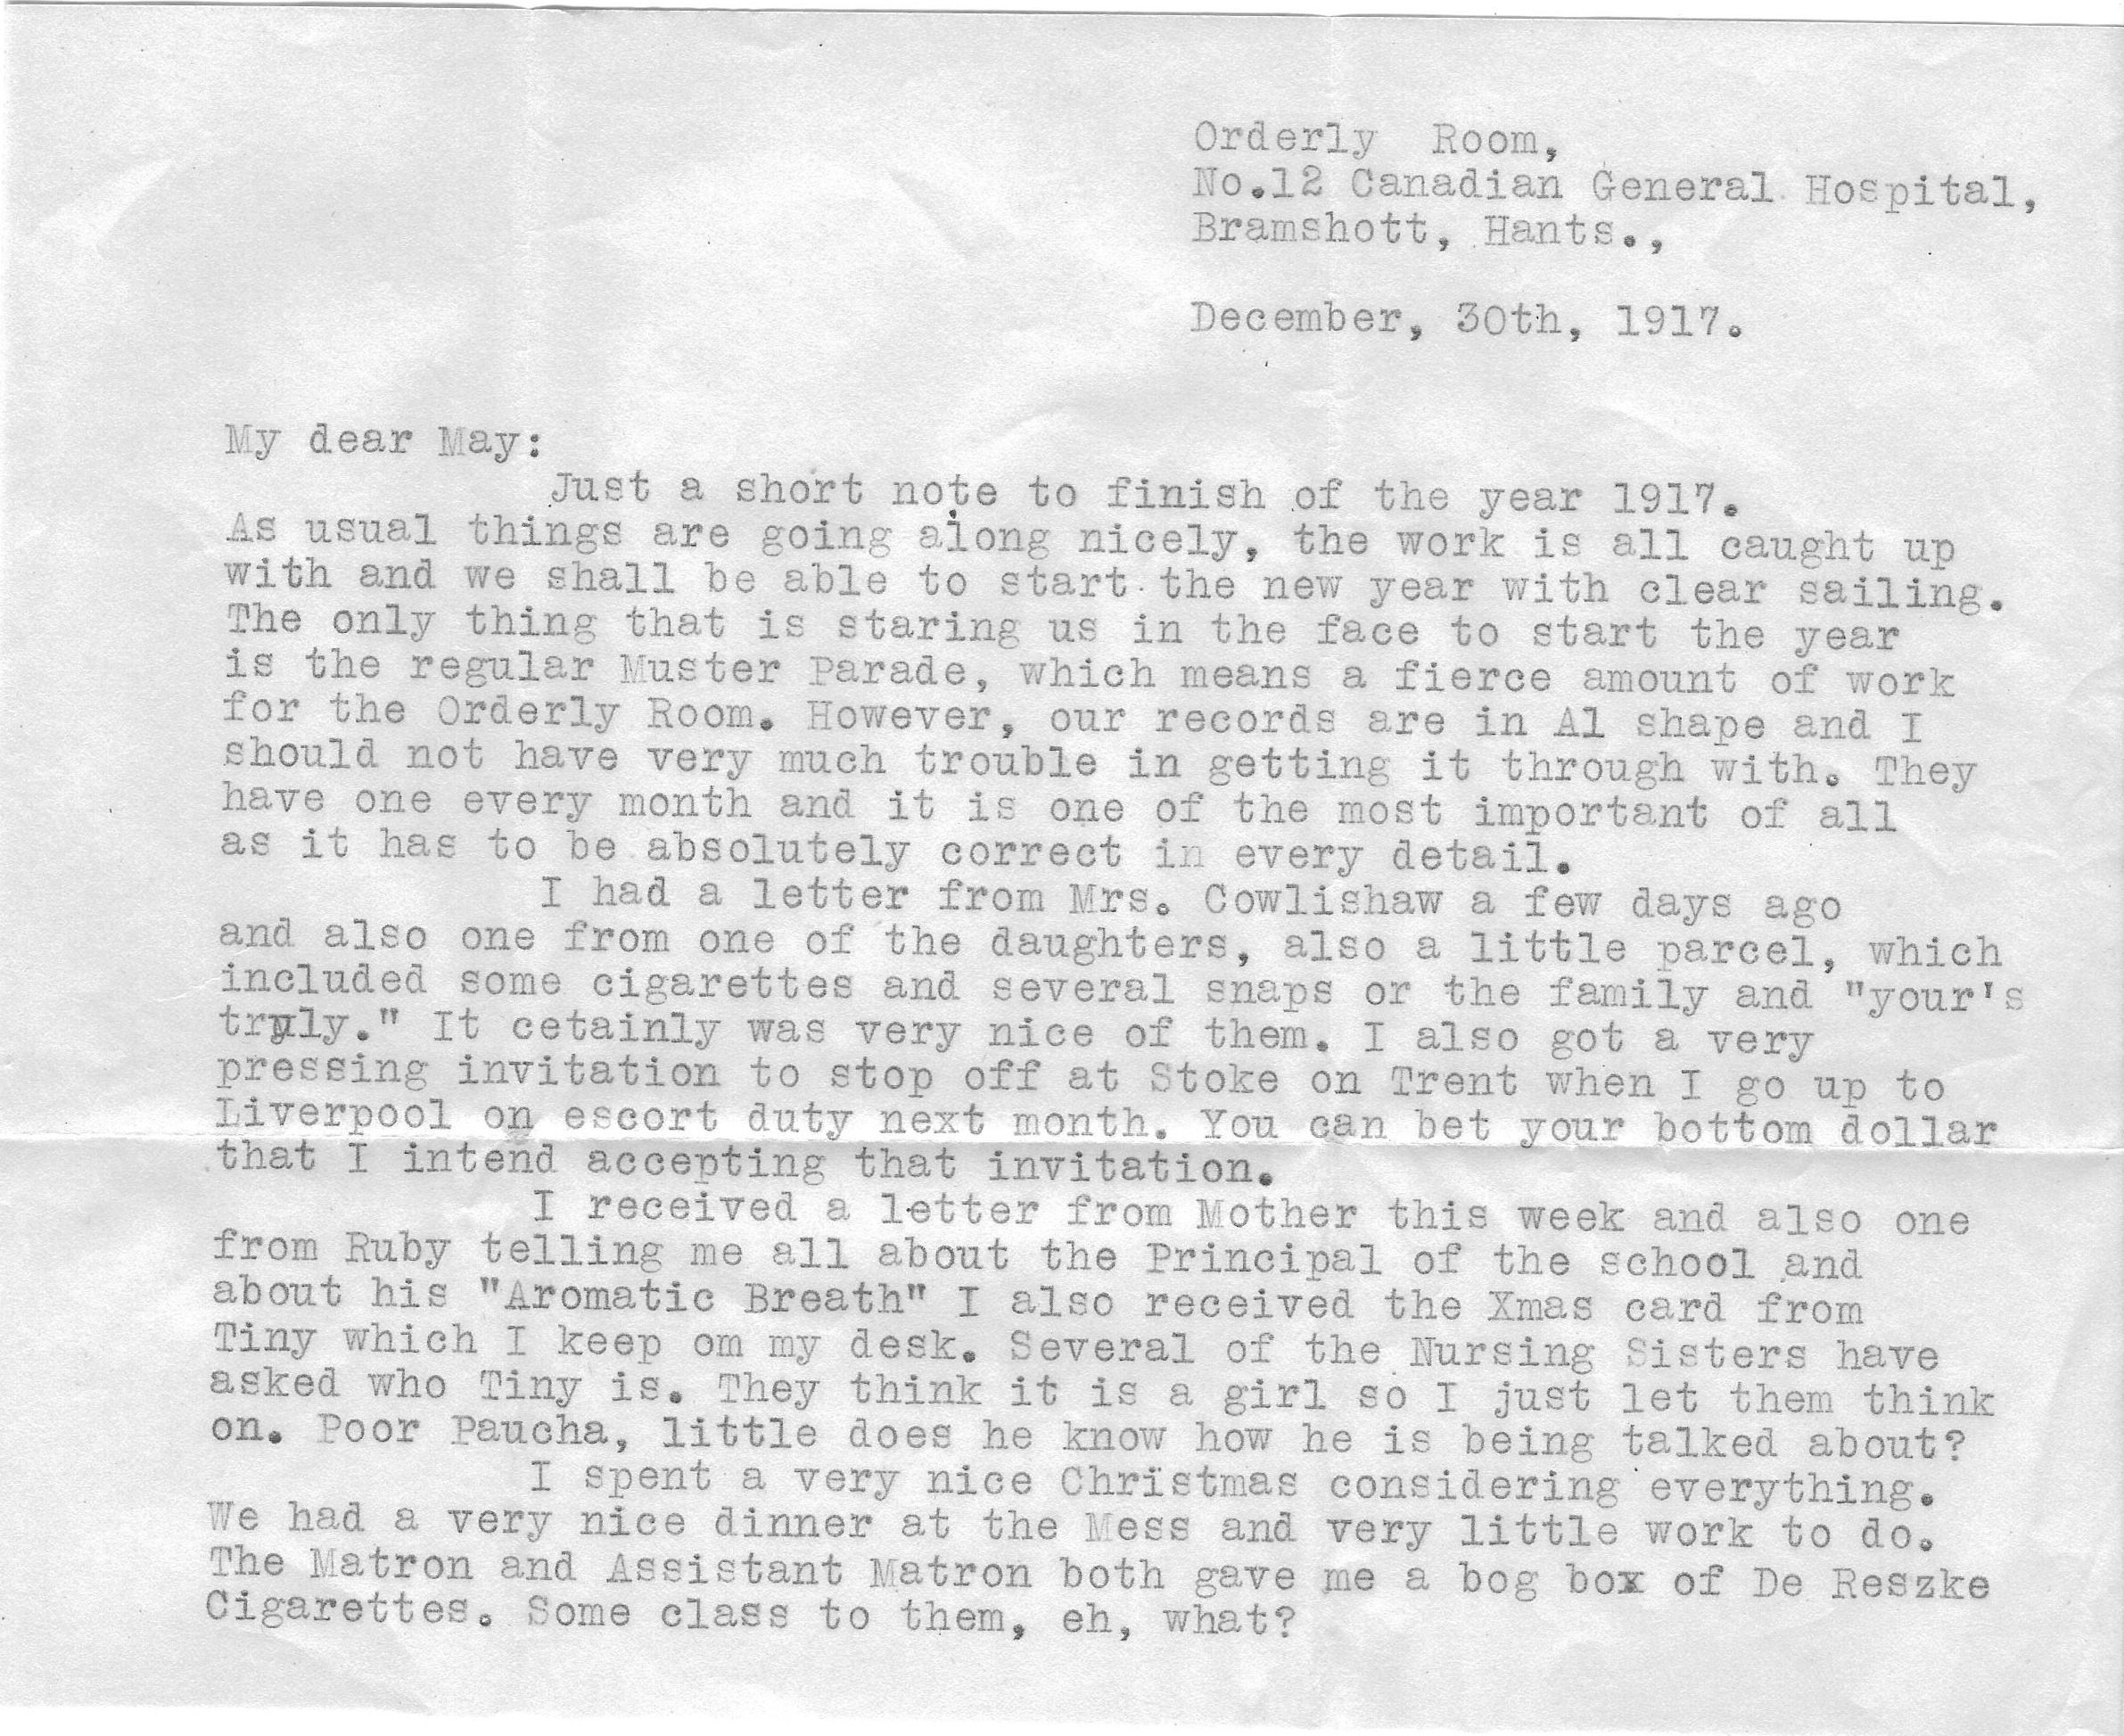 Orderly Room,
No.12 Canadian General Hospital,
Bramshott, Hants.,
December, 30th, 1917.
My dear May:
Just a short note to finish of the year 1917.
As usual things are going along nicely, the work is all caught up
with and we shall be able to start the new year with clear sailing.
The only thing that is staring us in the face to start the year
is the regular Muster Parade, which means a fierce amount of work
for the Orderly Room. However, our records are in A1 shape and I
should not have very much trouble in getting it through with. They
have one every month and it is one of the most important of all
as it has to be absolutely correct in every detail.
I had a letter from Mrs. Cowlishaw a few days ago
and also one from one of the daughters, also a little parcel, which
included some cigarettes and several snaps or the family and "your's
truly." It cetainly was very nice of them. I also got a very
pressing invitation to stop off at Stoke on Trent when I go up to
Liverpool on escort duty next month. You can bet your bottom dollar
that I intend accepting that invitation.
I received a letter from Mother this week and also one
from Ruby telling me all about the Principal of the school and
about his "Aromatic Breath" I also received the Xmas card from
Tiny which I keep om my desk. Several of the Nursing Sisters have
asked who Tiny is. They think it is a girl so I just let them think
on. Poor Paucha, little does he know how he is being talked about?
I spent a very nice Christmas considering everything.
We had a very nice dinner at the Mess and very little work to do.
The Matron and Assistant Matron both gave me a bog box of De Reszke
Cigarettes. Some class to them, eh, what?